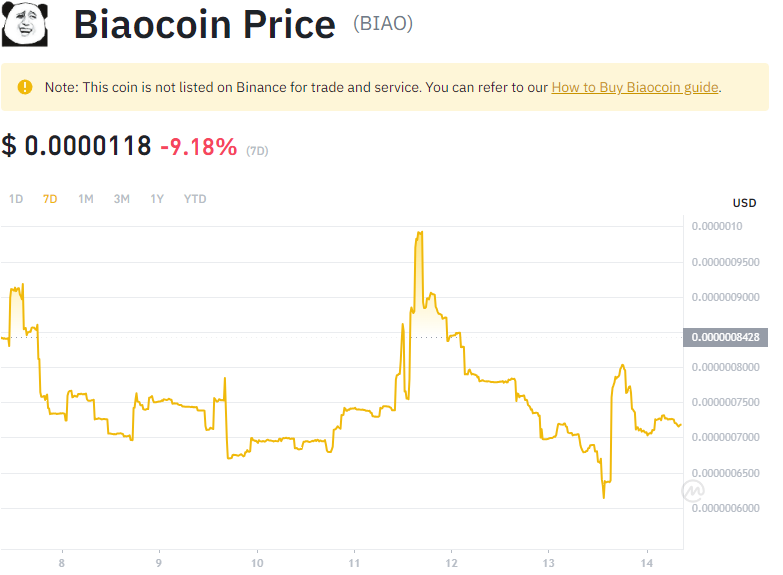 Biaocoin Price (BIAO)
Note: This coin is not listed on Binance for trade and service. You can refer to our How to Buy Biaocoin guide.
$ 0.0000118 -9.18% (7D)
1D 7D 1M 3M 1Y YTD
USD
0.0000010
0.0000009500
0.0000009000
0.0000008428
0.0000008000
0.0000007500
0.0000007000
0.0000006500
0.0000006000
8 9 10 11 12 13 14